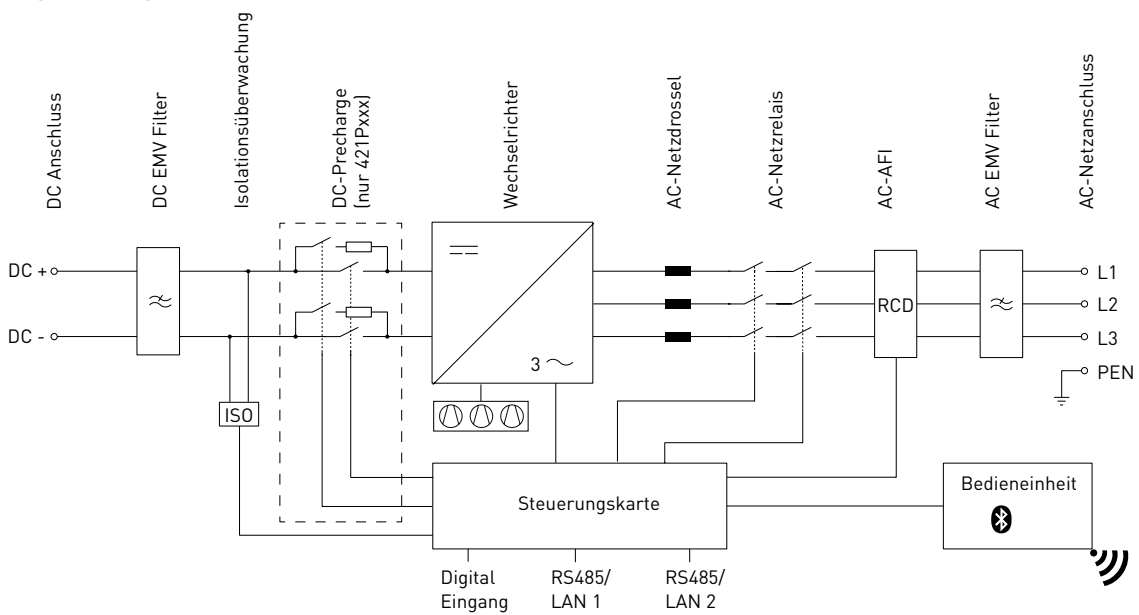 DC Anschluss
DC EMV Filter
Isolationsüberwachung
DC-Precharge
(nur 421Pxxx)
Wechselrichter
AC-Netzdrossel
AC-Netzrelais
AC-AFI
AC EMV Filter
AC-Netzanschluss
DC +
DC -
3
RCD
L1
L2
L3
PEN
ISO
Steuerungskarte
Bedieneinheit
Digital
Eingang
RS485/
LAN 1
RS485/
LAN 2